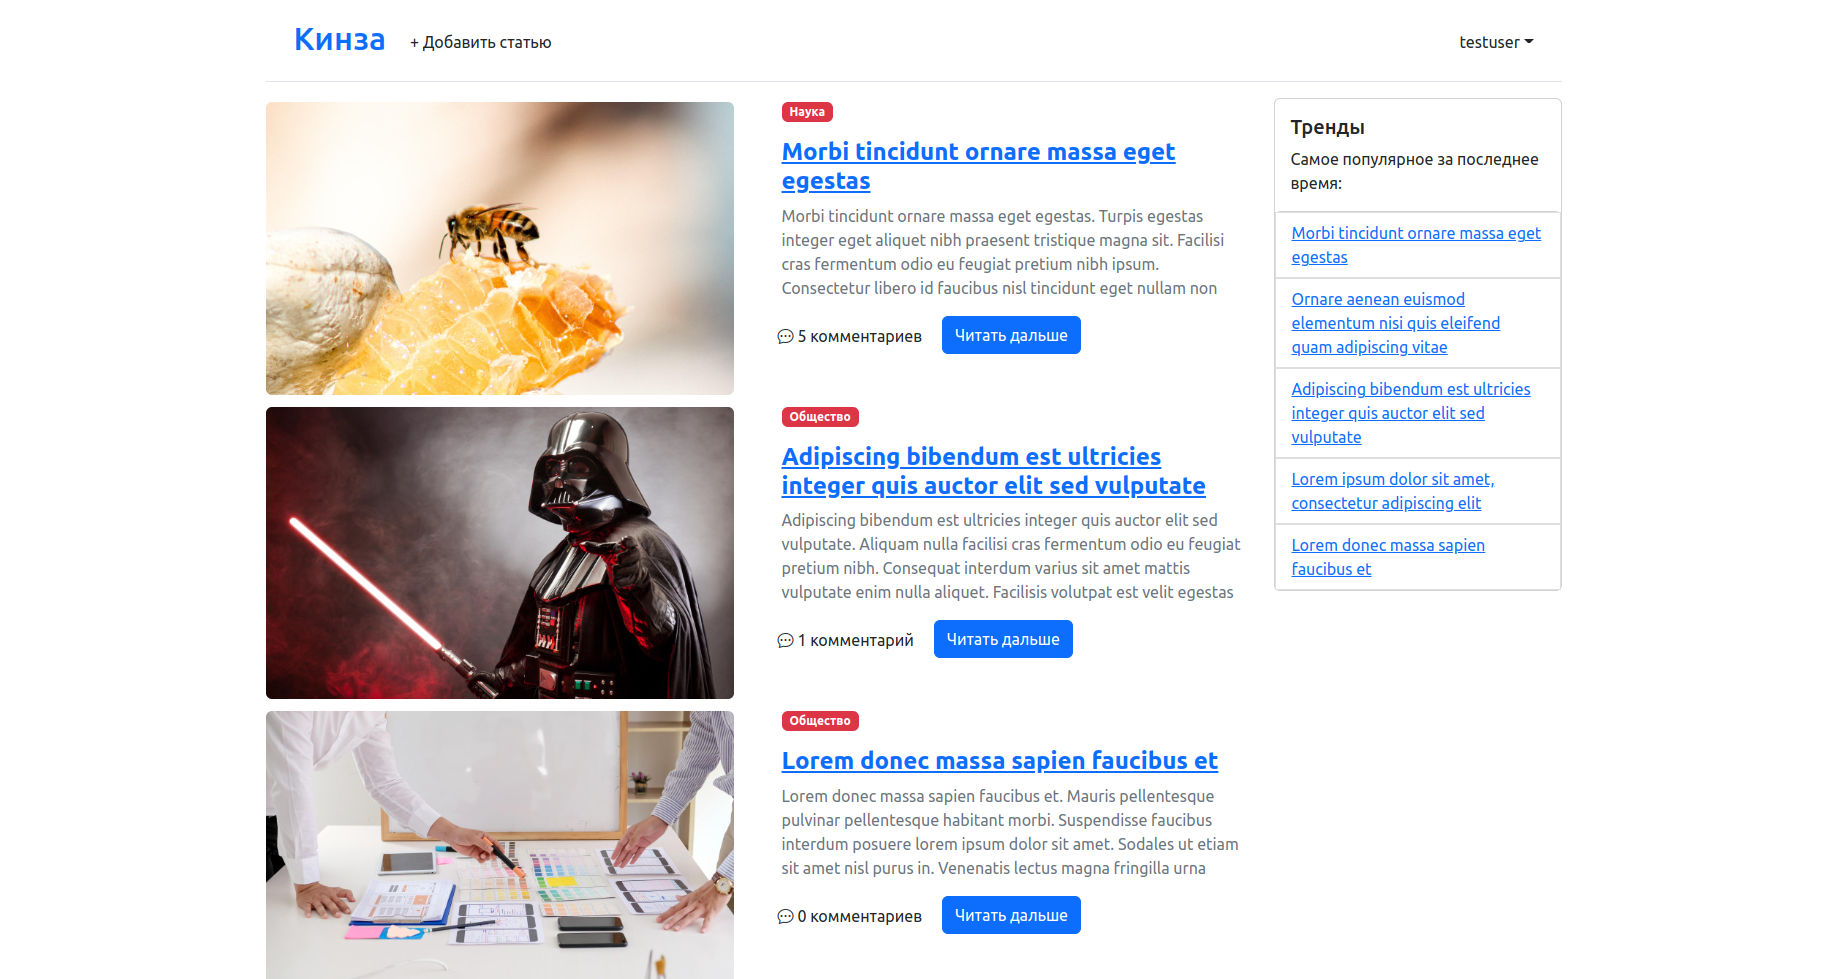 Кинза
+ Добавить статью
testuser
Наука
Morbi tincidunt ornare massa eget
egestas
Morbi tincidunt ornare massa eget egestas. Turpis egestas
integer eget aliquet nibh praesent tristique magna sit. Facilisi
cras fermentum odio eu feugiat pretium nibh ipsum.
Consectetur libero id faucibus nisl tincidunt eget nullam non
5 комментариев
Читать дальше
Общество
Adipiscing bibendum est ultricies
integer quis auctor elit sed vulputate
Adipiscing bibendum est ultricies integer quis auctor elit sed
vulputate. Aliquam nulla facilisi cras fermentum odio eu feugiat
pretium nibh. Consequat interdum varius sit amet mattis
vulputate enim nulla aliquet. Facilisis volutpat est velit egestas
1 комментарий
Читать дальше
Общество
Lorem donec massa sapien faucibus et
Lorem donec massa sapien faucibus et. Mauris pellentesque
pulvinar pellentesque habitant morbi. Suspendisse faucibus
interdum posuere lorem ipsum dolor sit amet. Sodales ut etiam
sit amet nisl purus in. Venenatis lectus magna fringilla urna
0 комментариев
Читать дальше
Тренды
Самое популярное за последнее
время:
Morbi tincidunt ornare massa eget
egestas
Ornare aenean euismod
elementum nisi quis eleifend
quam adipiscing vitae
Adipiscing bibendum est ultricies
integer quis auctor elit sed
vulputate
Lorem ipsum dolor sit amet,
consectetur adipiscing elit
Lorem donec massa sapien
faucibus et